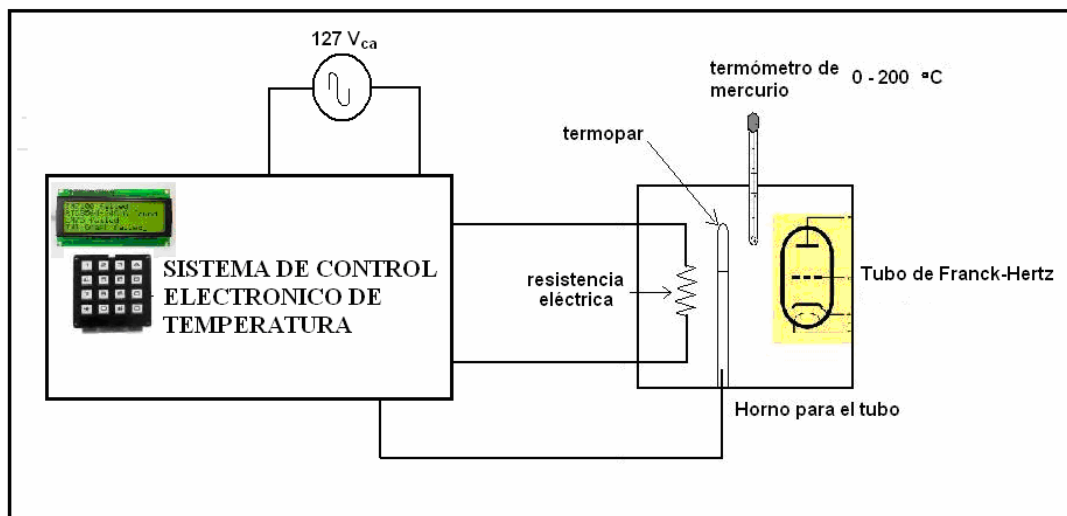 127 Vca
termómetro de
mercurio
0 - 200 ªC
termopar
SISTEMA DE CONTROL
ELECTRONICO DE
TEMPERATURA
resistencia
eléctrica
Tubo de Franck-Hertz
Horno para el tubo